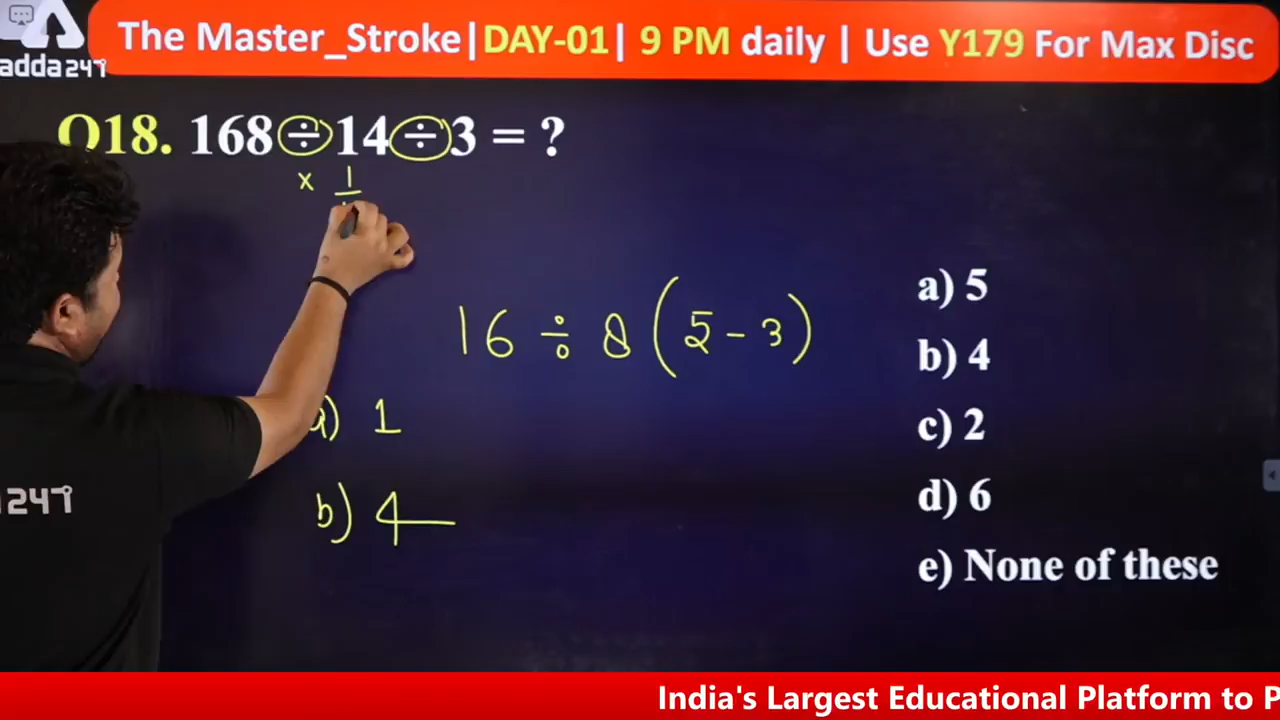 The Master_Stroke|DAY-01| 9 PM daily | Use Y179 For Max Disc
adda247
Q18. 168÷14÷3 = ?
× 1
16 ÷ 8 (5 - 3)
a) 5
b) 4
c) 2
d) 6
e) None of these
a) 1
b) 4
247
India's Largest Educational Platform to P